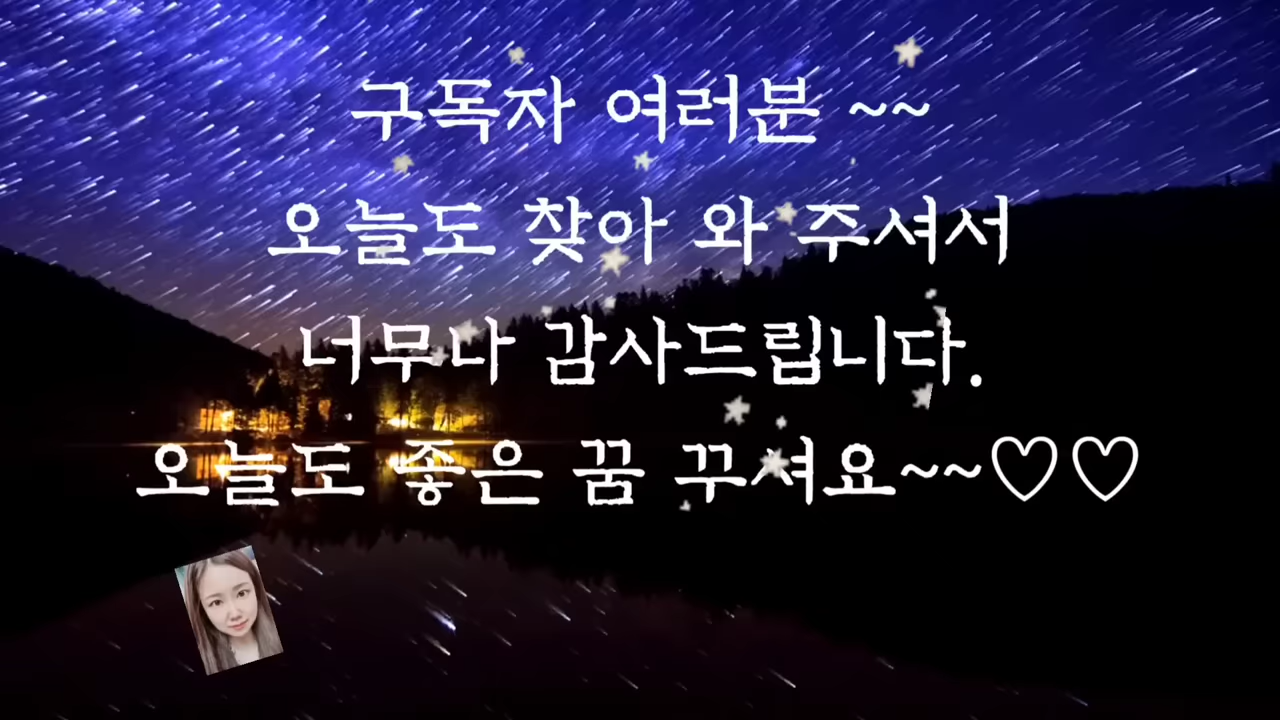 구독자 여러분 ~~
오늘도 찾아 와 주셔서
너무나 감사드립니다.
오늘도 좋은 꿈 꾸셔요~~♡♡